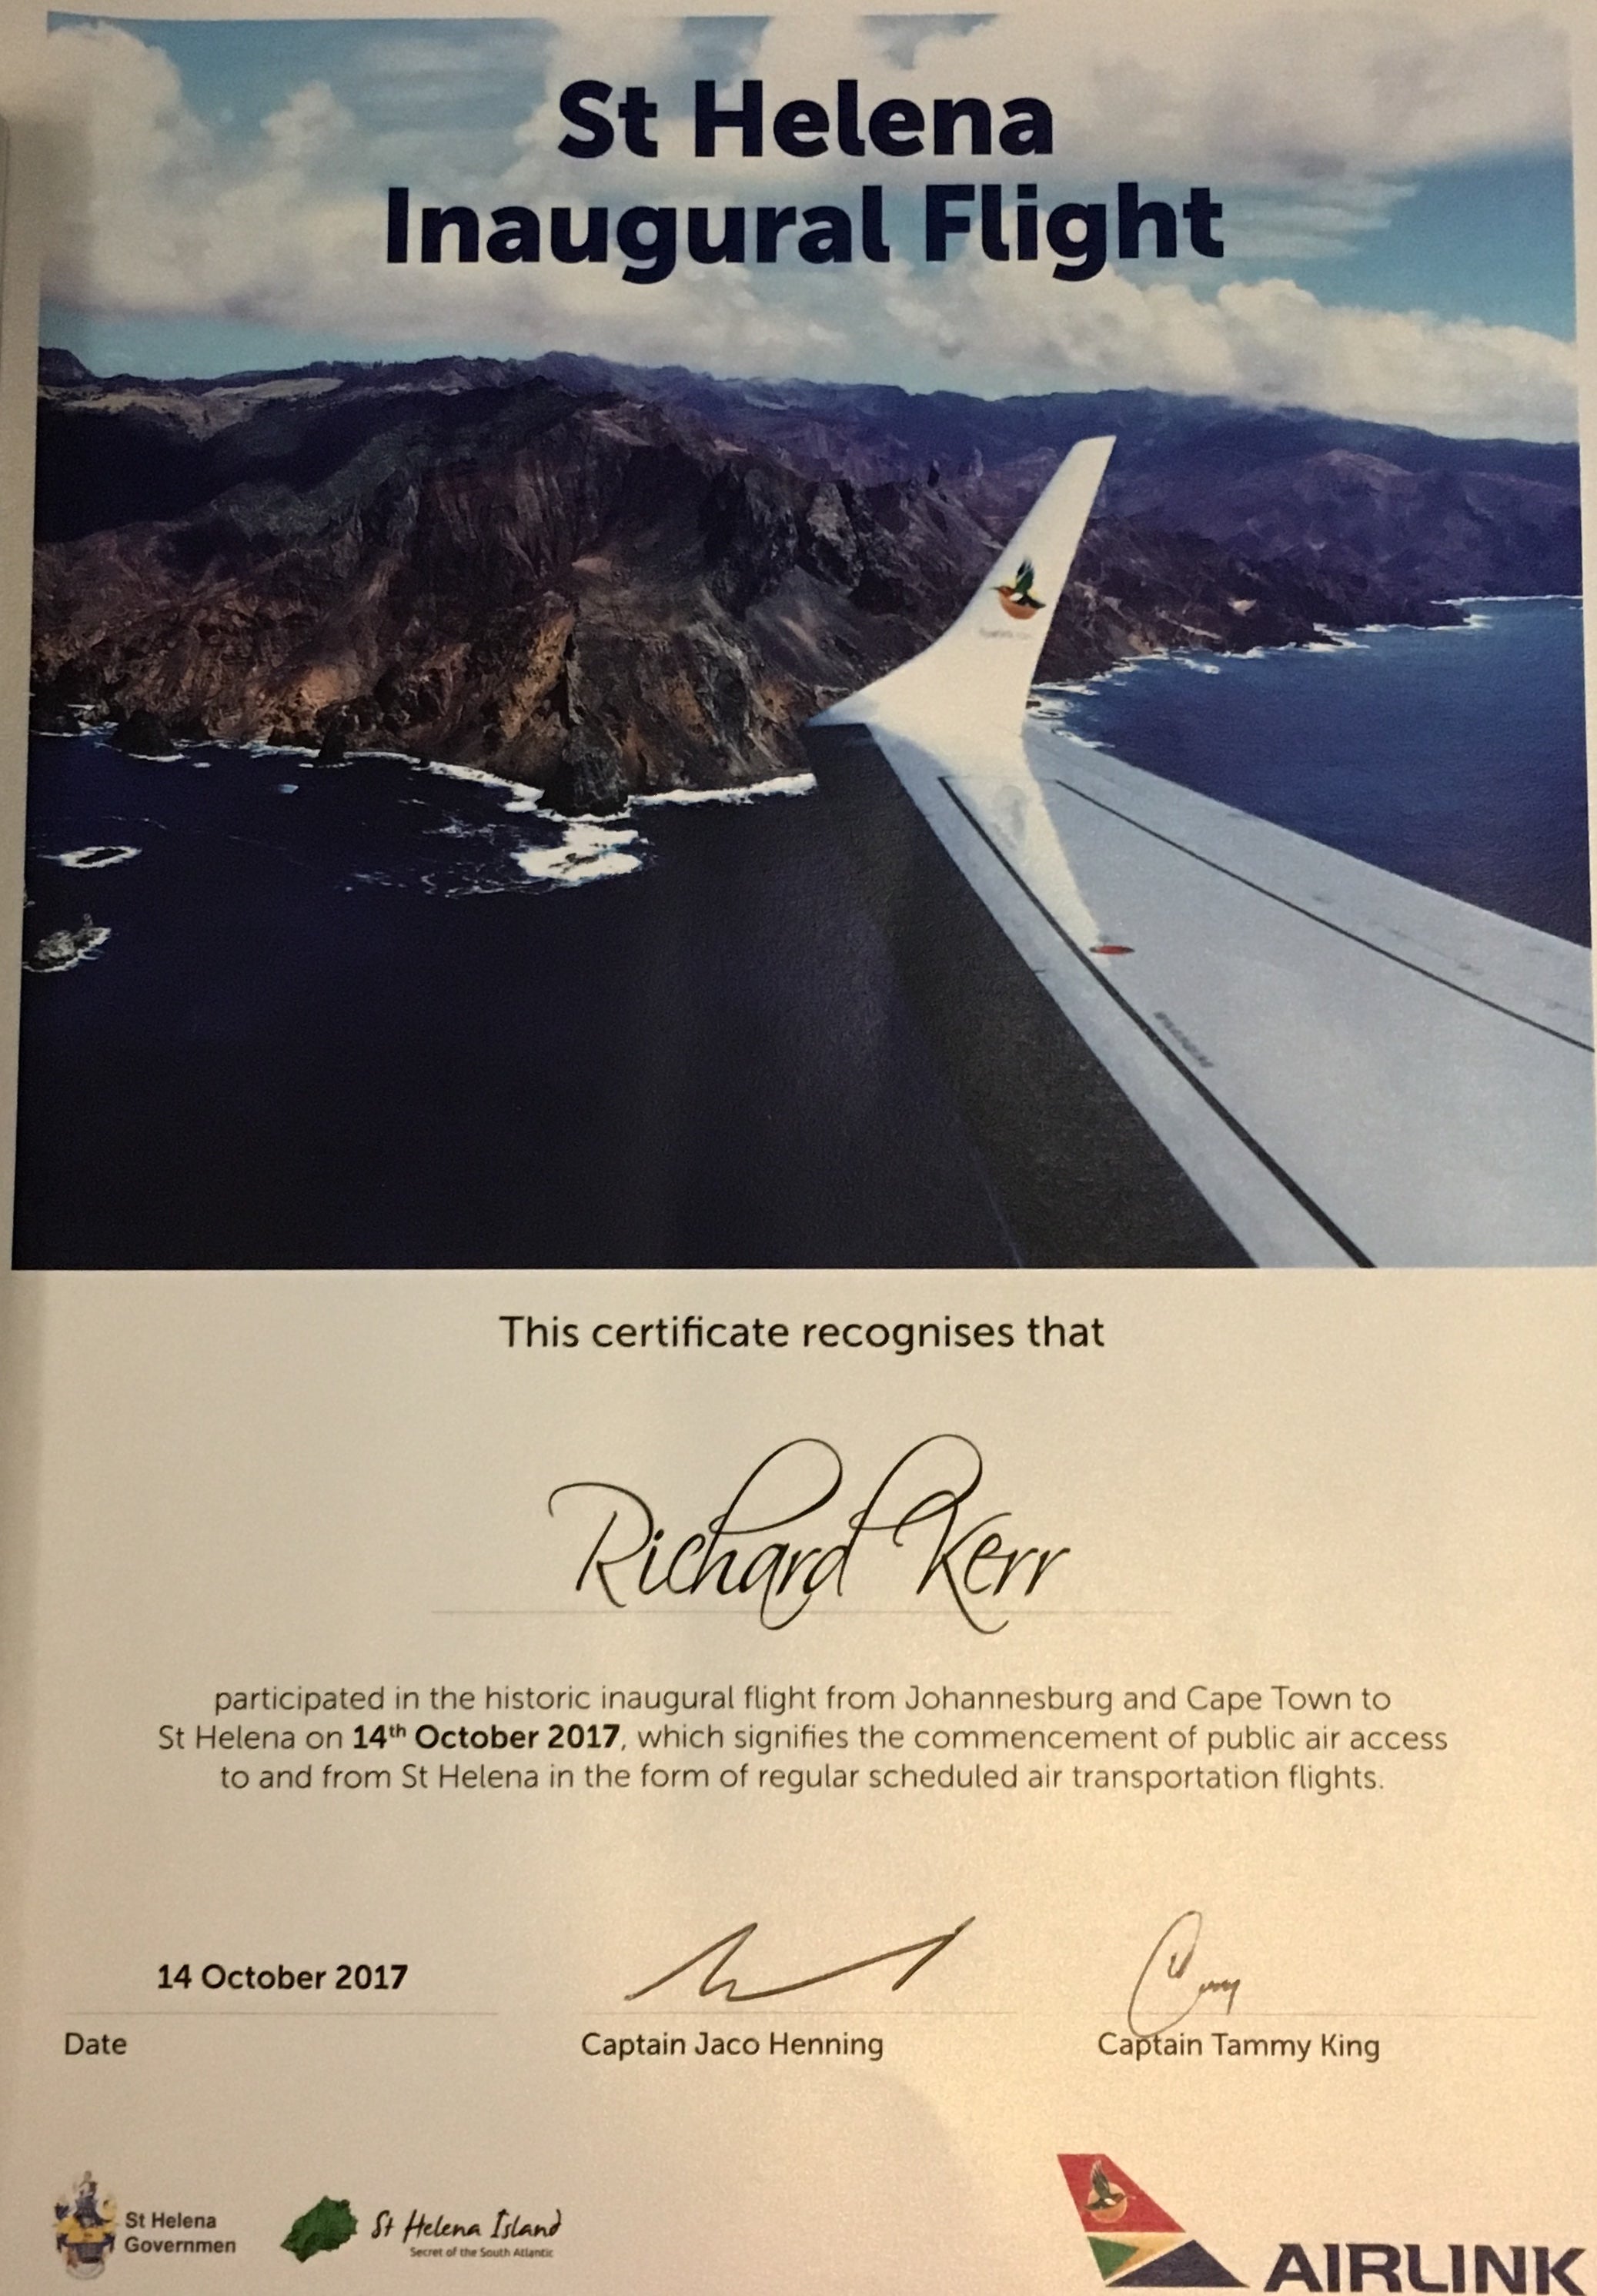 St Helena
Inaugural Flight
This certificate recognises that
Richard Kerr
participated in the historic inaugural flight from Johannesburg and Cape Town to
St Helena on 14th October 2017, which signifies the commencement of public air access
to and from St Helena in the form of regular scheduled air transportation flights.
14 October 2017
Date
Captain Jaco Henning
Captain Tammy King
St Helena
Governmen
St Helena Island
Secret of the South Atlantic
AIRLINK